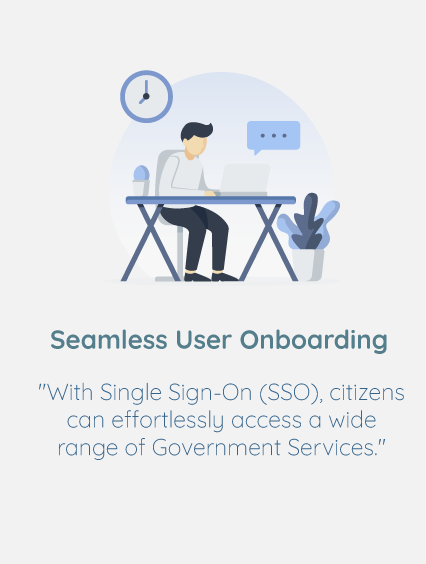 Seamless User Onboarding
"With Single Sign-On (SSO), citizens
can effortlessly access a wide
range of Government Services."